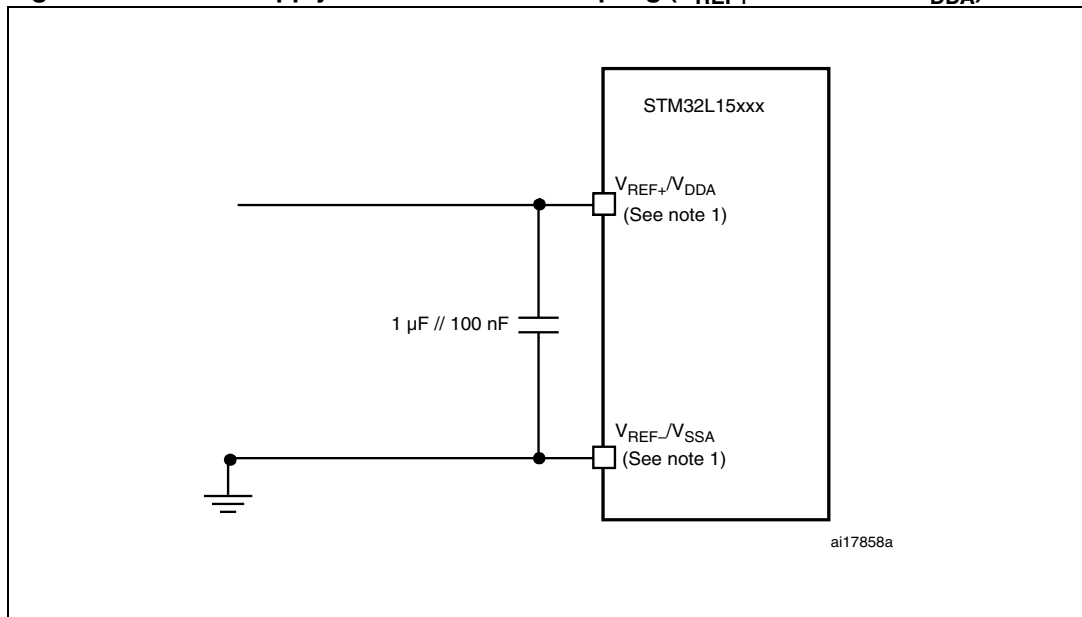 STM32L15xxx
VREF+/VDDA
(See note 1)
1 µF // 100 nF
VREF–/VSSA
(See note 1)
ai17858a